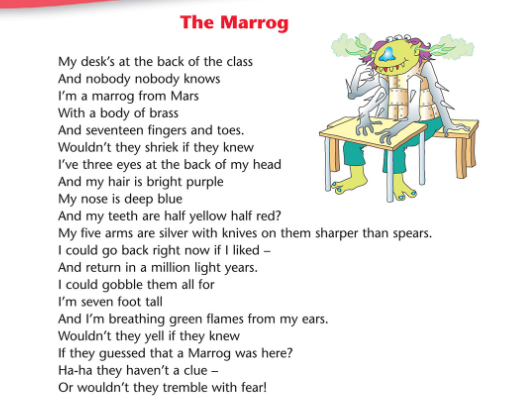 The Marrog
My desk's at the back of the class
And nobody nobody knows
I'm a marrog from Mars
With a body of brass
And seventeen fingers and toes.
Wouldn't they shriek if they knew
I've three eyes at the back of my head
And my hair is bright purple
My nose is deep blue
And my teeth are half yellow half red?
My five arms are silver with knives on them sharper than spears.
I could go back right now if I liked –
And return in a million light years.
I could gobble them all for
I'm seven foot tall
And I'm breathing green flames from my ears.
Wouldn't they yell if they knew
If they guessed that a Marrog was here?
Ha-ha they haven't a clue –
Or wouldn't they tremble with fear!